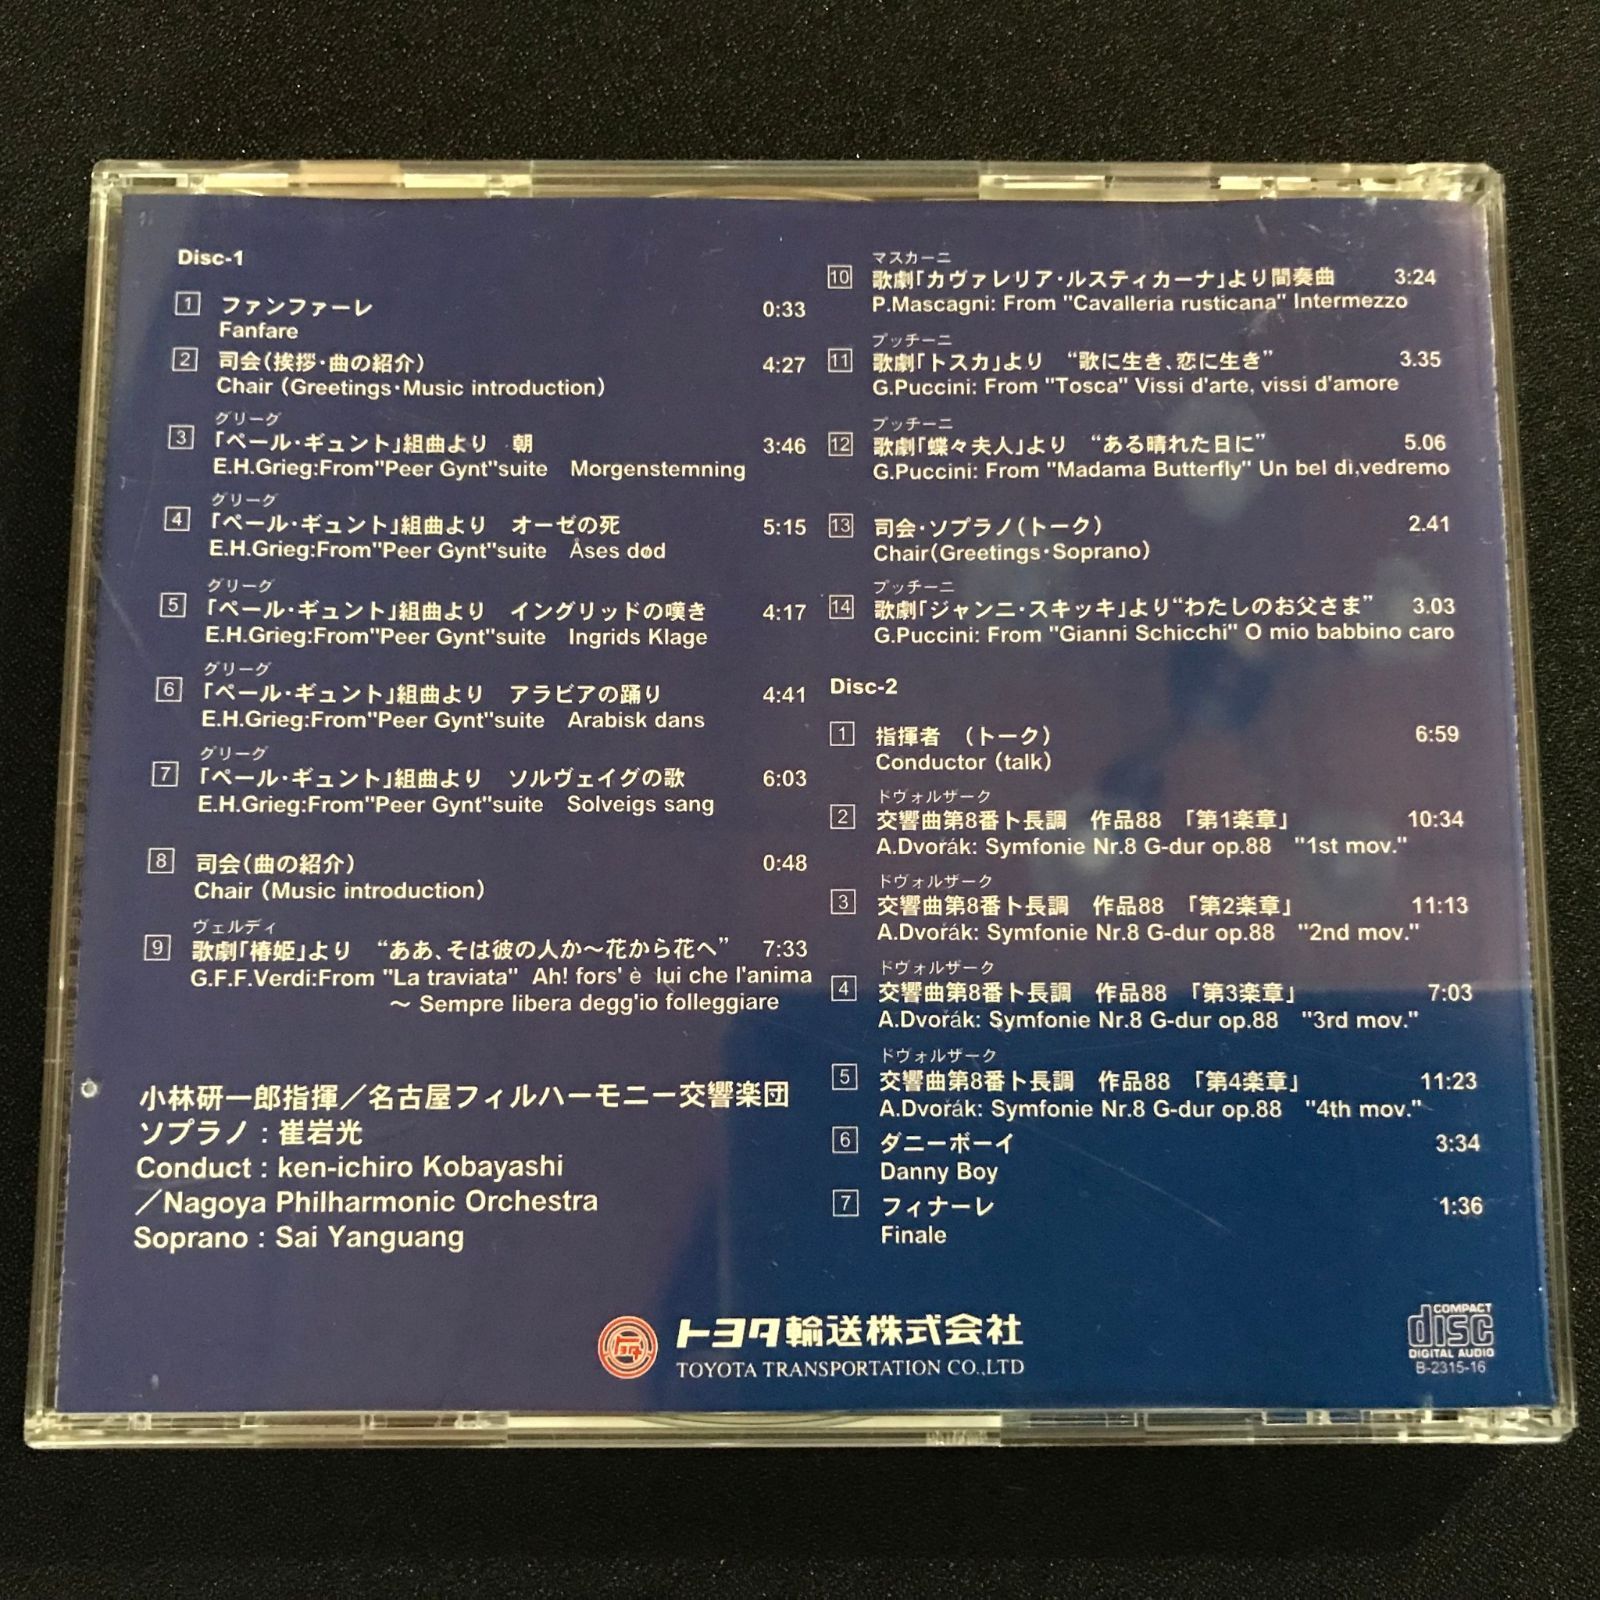 Disc-1
1 ファンファーレ 0:33
Fanfare
2 司会(挨拶・曲の紹介) 4:27
Chair (Greetings・Music introduction)
グリーグ
3 「ペール・ギュント」組曲より 朝 3:46
E.H.Grieg:From"Peer Gynt"suite Morgenstemning
グリーグ
4 「ペール・ギュント」組曲より オーゼの死 5:15
E.H.Grieg:From"Peer Gynt"suite Åses død
グリーグ
5 「ペール・ギュント」組曲より イングリッドの嘆き 4:17
E.H.Grieg:From"Peer Gynt"suite Ingrids Klage
グリーグ
6 「ペール・ギュント」組曲より アラビアの踊り 4:41
E.H.Grieg:From"Peer Gynt"suite Arabisk dans
グリーグ
7 「ペール・ギュント」組曲より ソルヴェイグの歌 6:03
E.H.Grieg:From"Peer Gynt"suite Solveigs sang
8 司会(曲の紹介) 0:48
Chair (Music introduction)
ヴェルディ
9 歌劇「椿姫」より “ああ、そは彼の人か～花から花へ” 7:33
G.F.F.Verdi:From "La traviata" Ah! fors' è lui che l'anima
～ Sempre libera degg'io folleggiare
小林研一郎指揮／名古屋フィルハーモニー交響楽団
ソプラノ：崔岩光
Conduct : ken-ichiro Kobayashi
／Nagoya Philharmonic Orchestra
Soprano : Sai Yanguang
マスカーニ
10 歌劇「カヴァレリア・ルスティカーナ」より間奏曲 3:24
P.Mascagni: From "Cavalleria rusticana" Intermezzo
プッチーニ
11 歌劇「トスカ」より “歌に生き、恋に生き” 3.35
G.Puccini: From "Tosca" Vissi d'arte, vissi d'amore
プッチーニ
12 歌劇「蝶々夫人」より “ある晴れた日に” 5.06
G.Puccini: From "Madama Butterfly" Un bel di,vedremo
13 司会・ソプラノ(トーク) 2.41
Chair(Greetings・Soprano)
プッチーニ
14 歌劇「ジャンニ・スキッキ」より“わたしのお父さま” 3.03
G.Puccini: From "Gianni Schicchi" O mio babbino caro
Disc-2
1 指揮者 (トーク) 6:59
Conductor (talk)
ドヴォルザーク
2 交響曲第8番ト長調 作品88 「第1楽章」 10:34
A.Dvořák: Symfonie Nr.8 G-dur op.88 "1st mov."
ドヴォルザーク
3 交響曲第8番ト長調 作品88 「第2楽章」 11:13
A.Dvořák: Symfonie Nr.8 G-dur op.88 "2nd mov."
ドヴォルザーク
4 交響曲第8番ト長調 作品88 「第3楽章」 7:03
A.Dvořák: Symfonie Nr.8 G-dur op.88 "3rd mov."
ドヴォルザーク
5 交響曲第8番ト長調 作品88 「第4楽章」 11:23
A.Dvořák: Symfonie Nr.8 G-dur op.88 "4th mov."
6 ダニーボーイ 3:34
Danny Boy
7 フィナーレ 1:36
Finale
トヨタ輸送株式会社
TOYOTA TRANSPORTATION CO.,LTD
COMPACT
disc
DIGITAL AUDIO
B-2315-16